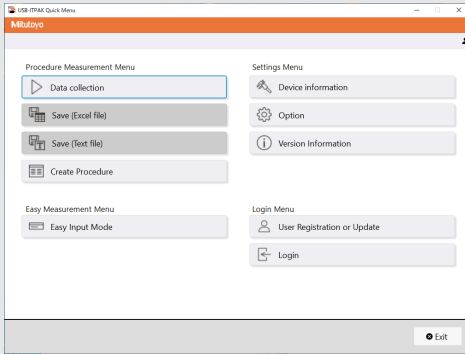 USB-ITPAK Quick Menu
Mitutoyo
Procedure Measurement Menu
Data collection
Save (Excel file)
Save (Text file)
Create Procedure
Easy Measurement Menu
Easy Input Mode
Settings Menu
Device information
Option
Version Information
Login Menu
User Registration or Update
Login
Exit